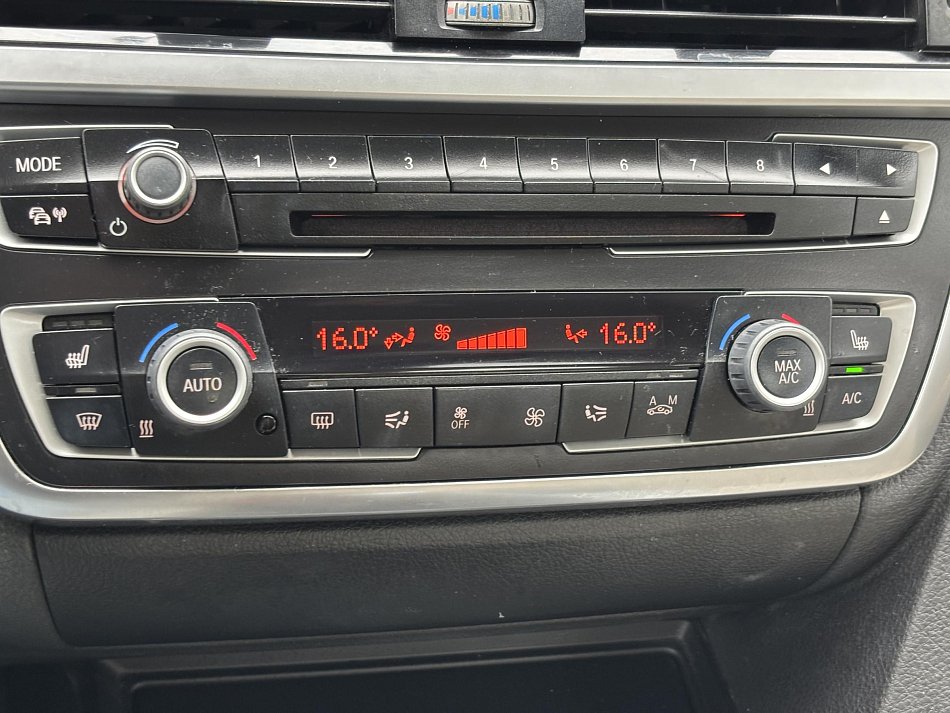 MODE 1 2 3 4 5 6 7 8
16.0° 16.0°
AUTO
MAX
A/C
A/C
OFF
A M